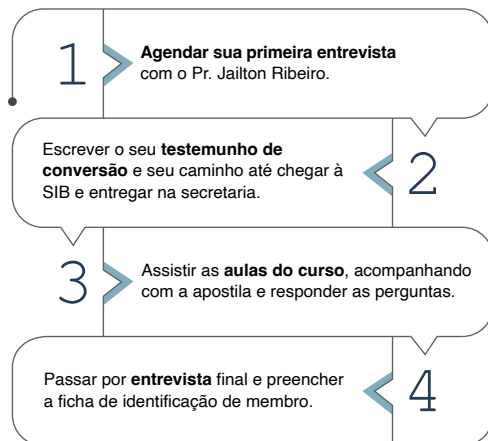 1
Agendar sua primeira entrevista
com o Pr. Jailton Ribeiro.
Escrever o seu testemunho de
conversão e seu caminho até chegar à
SIB e entregar na secretaria.
2
3
Assistir as aulas do curso, acompanhando
com a apostila e responder as perguntas.
Passar por entrevista final e preencher
a ficha de identificação de membro.
4